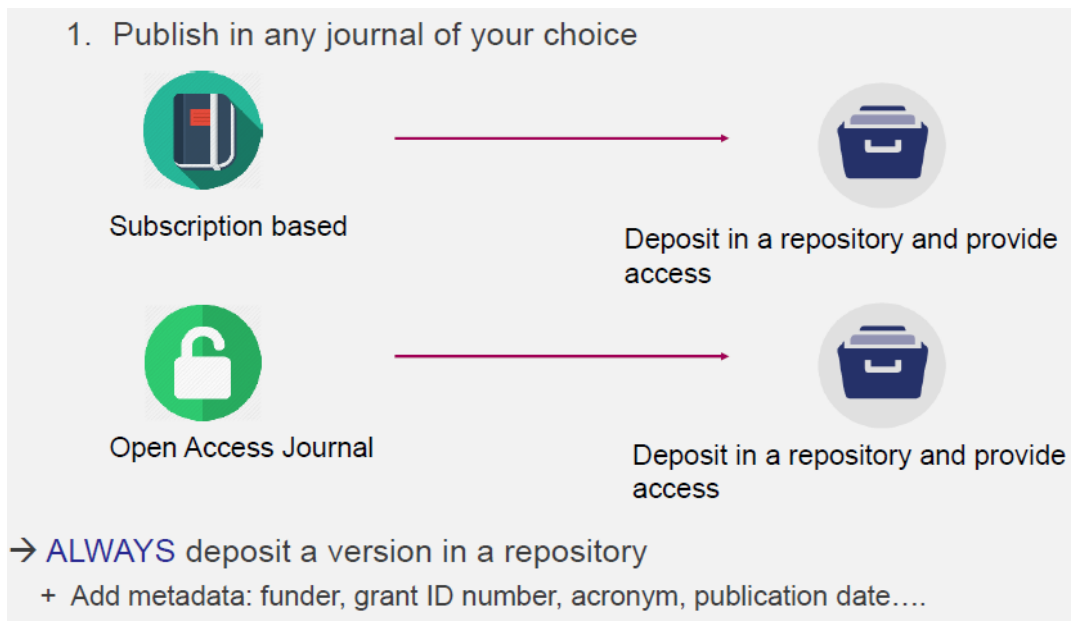 1. Publish in any journal of your choice
Subscription based
Deposit in a repository and provide
access
Open Access Journal
Deposit in a repository and provide
access
→ ALWAYS deposit a version in a repository
+ Add metadata: funder, grant ID number, acronym, publication date....